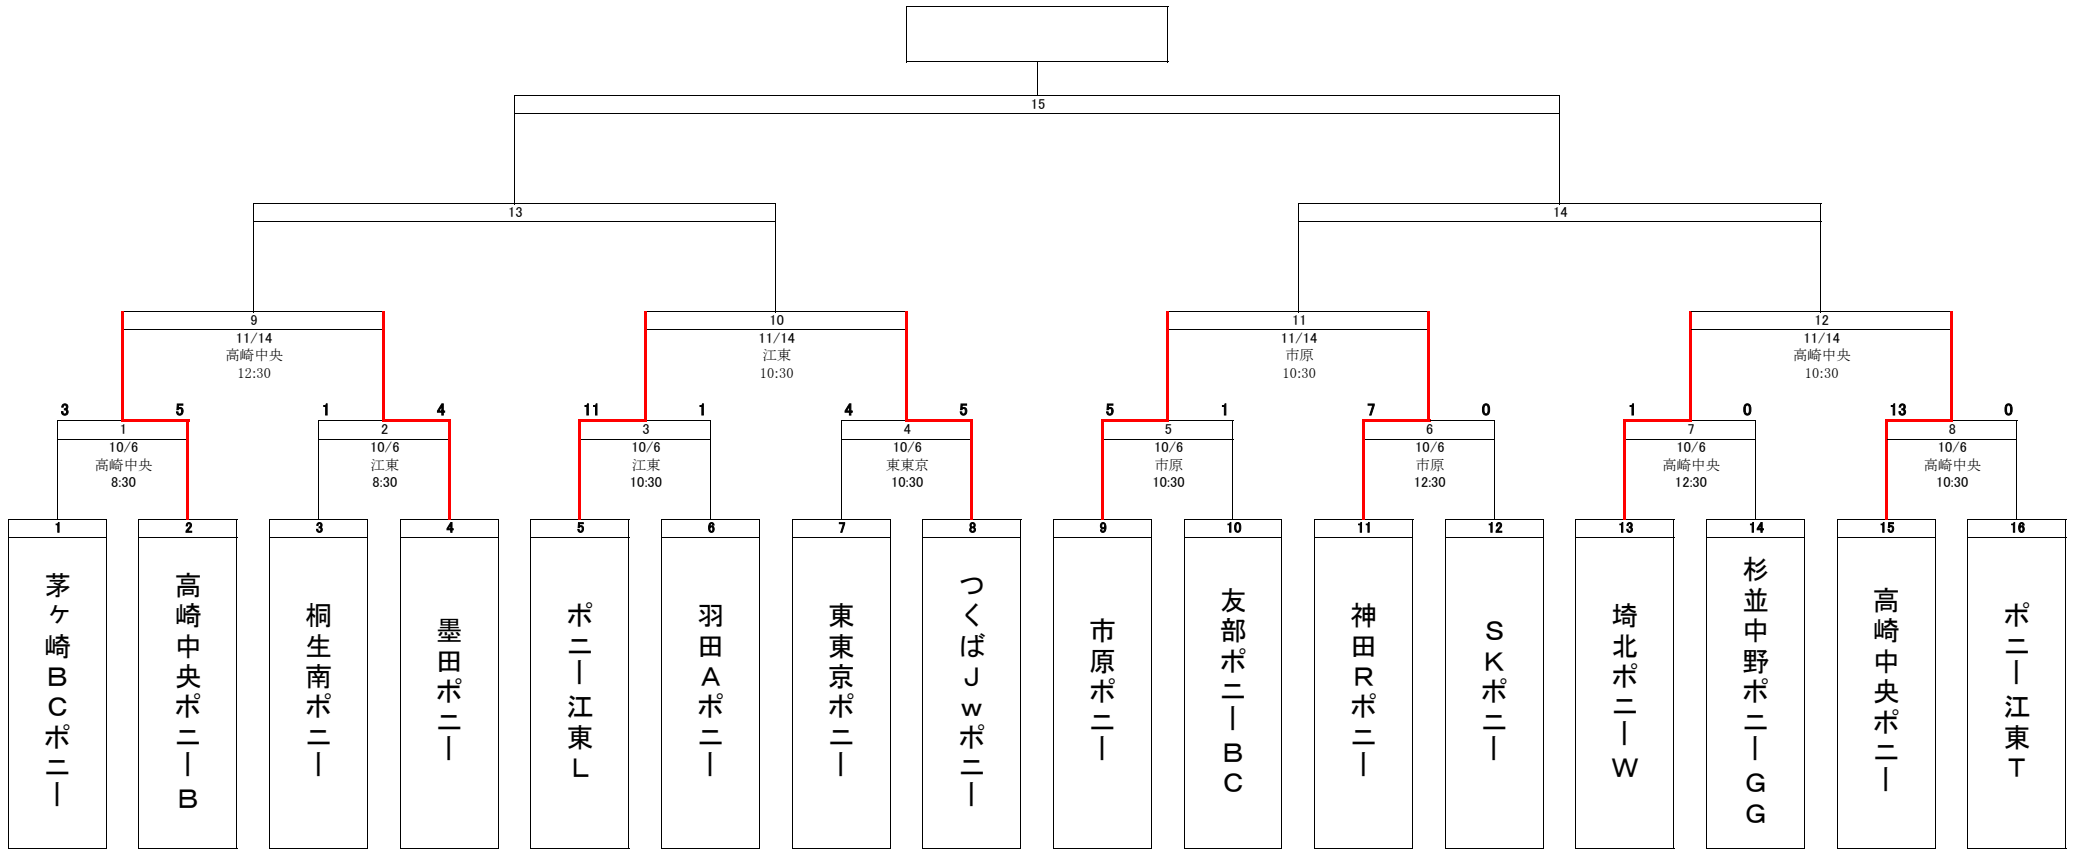 15
13
14
9
10
11
12
11/14
11/14
11/14
11/14
高崎中央
江東
市原
高崎中央
12:30
10:30
10:30
10:30
3 5
1 4
11 1
4 5
5 1
7 0
1 0
13 0
1
2
3
4
5
6
7
8
10/6
10/6
10/6
10/6
10/6
10/6
10/6
10/6
高崎中央
江東
江東
東東京
市原
市原
高崎中央
高崎中央
8:30
8:30
10:30
10:30
10:30
12:30
12:30
10:30
1
2
3
4
5
6
7
8
9
10
11
12
13
14
15
16
茅ヶ崎BCポニー
高崎中央ポニーB
桐生南ポニー
墨田ポニー
ポニー江東L
羽田Aポニー
東東京ポニー
つくばJwポニー
市原ポニー
友部ポニーBC
神田Rポニー
SKポニー
埼北ポニーW
杉並中野ポニーGG
高崎中央ポニー
ポニー江東T